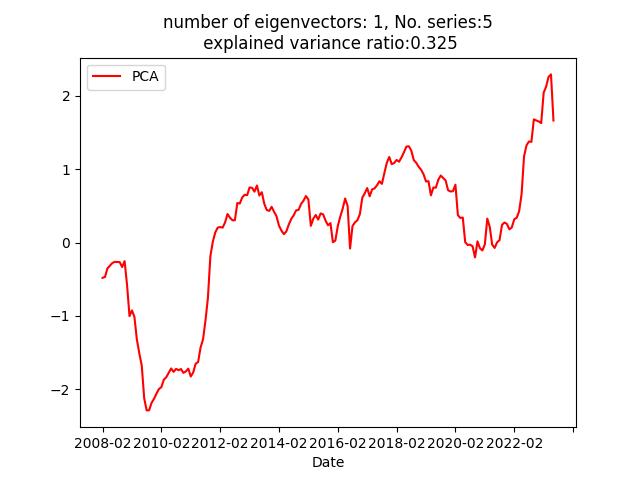 number of eigenvectors: 1, No. series:5
explained variance ratio:0.325
PCA
2
1
0
−1
−2
2008-02 2010-02 2012-02 2014-02 2016-02 2018-02 2020-02 2022-02
Date